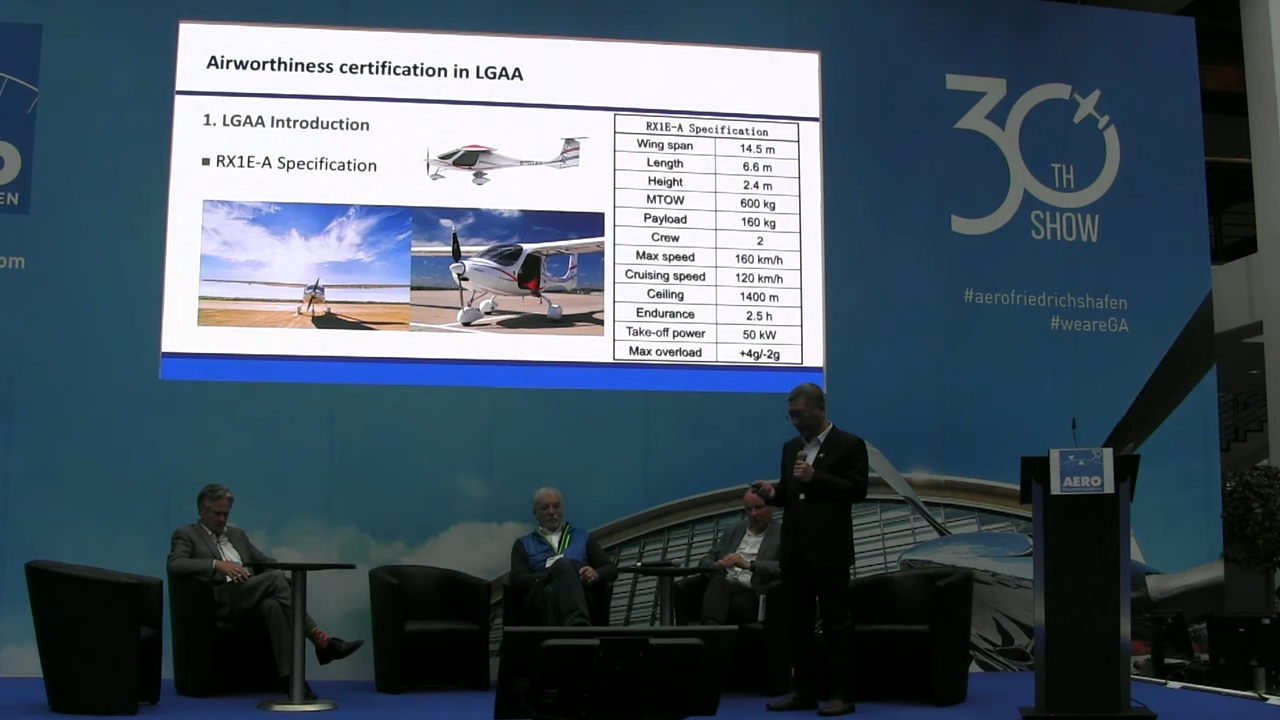 Airworthiness certification in LGAA
1. LGAA Introduction
■ RX1E-A Specification
RX1E-A Specification
Wing span 14.5 m
Length 6.6 m
Height 2.4 m
MTOW 600 kg
Payload 160 kg
Crew 2
Max speed 160 km/h
Cruising speed 120 km/h
Ceiling 1400 m
Endurance 2.5 h
Take-off power 50 kW
Max overload +4g/-2g
30
TH
SHOW
#aerofriedrichshafen
#weareGA
O
EN
om
AERO